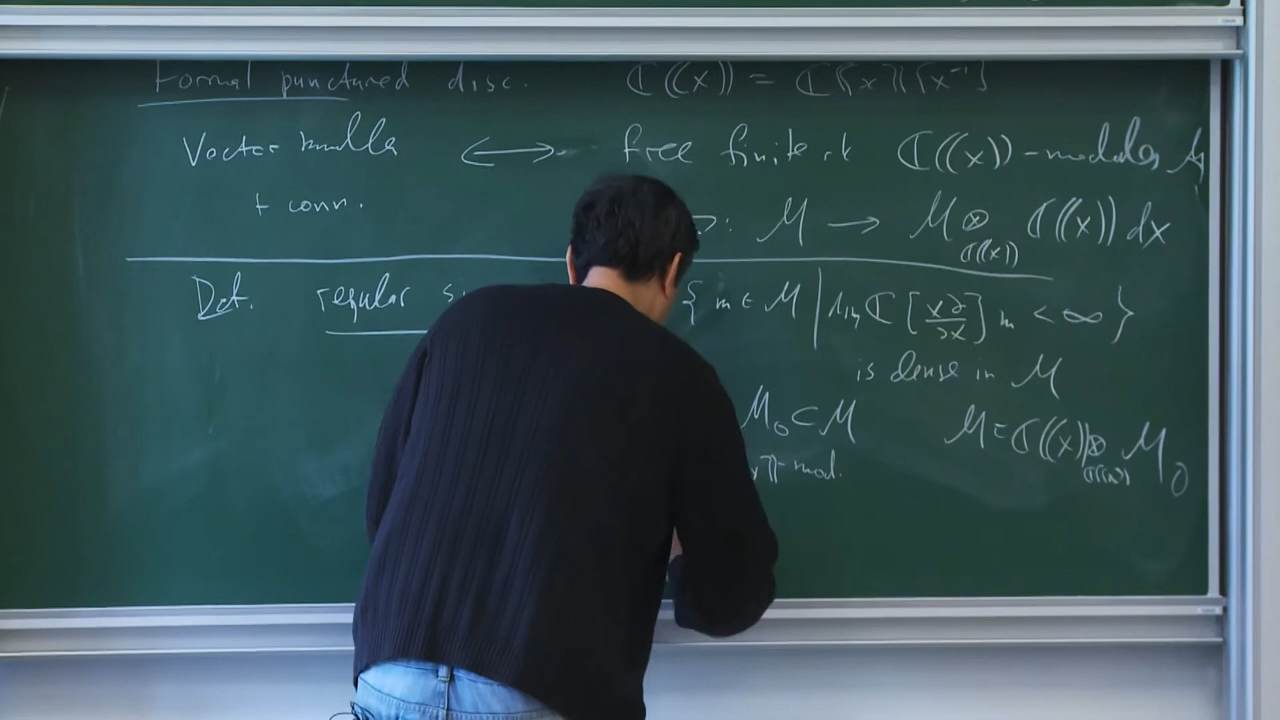 Formal punctured disc. ℂ((x)) = ℂ[[x]][x⁻¹]
Vector bundle ⟷ free finite rk ℂ((x))-modules M
+ conn. : M → M ⊗_{ℂ((x))} ℂ((x)) dx
Def. regular { m ∈ M | dim ℂ[x∂/∂x] m < ∞ }
is dense in M
M₀ ⊂ M M = ℂ((x)) ⊗ M₀
-mod.